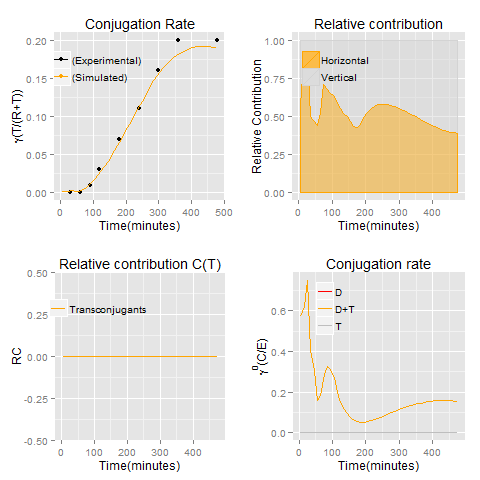 Conjugation Rate
γ(T/(R+T))
0.20
0.15
0.10
0.05
0.00
(Experimental)
(Simulated)
0 100 200 300 400 500
Time(minutes)
Relative contribution
Relative Contribution
1.00
0.75
0.50
0.25
0.00
Horizontal
Vertical
0 100 200 300 400
Time(minutes)
Relative contribution C(T)
RC
0.50
0.25
0.00
-0.25
-0.50
Transconjugants
0 100 200 300 400
Time(minutes)
Conjugation rate
γ⁰(C/E)
0.6
0.4
0.2
0.0
D
D+T
T
0 100 200 300 400
Time(minutes)